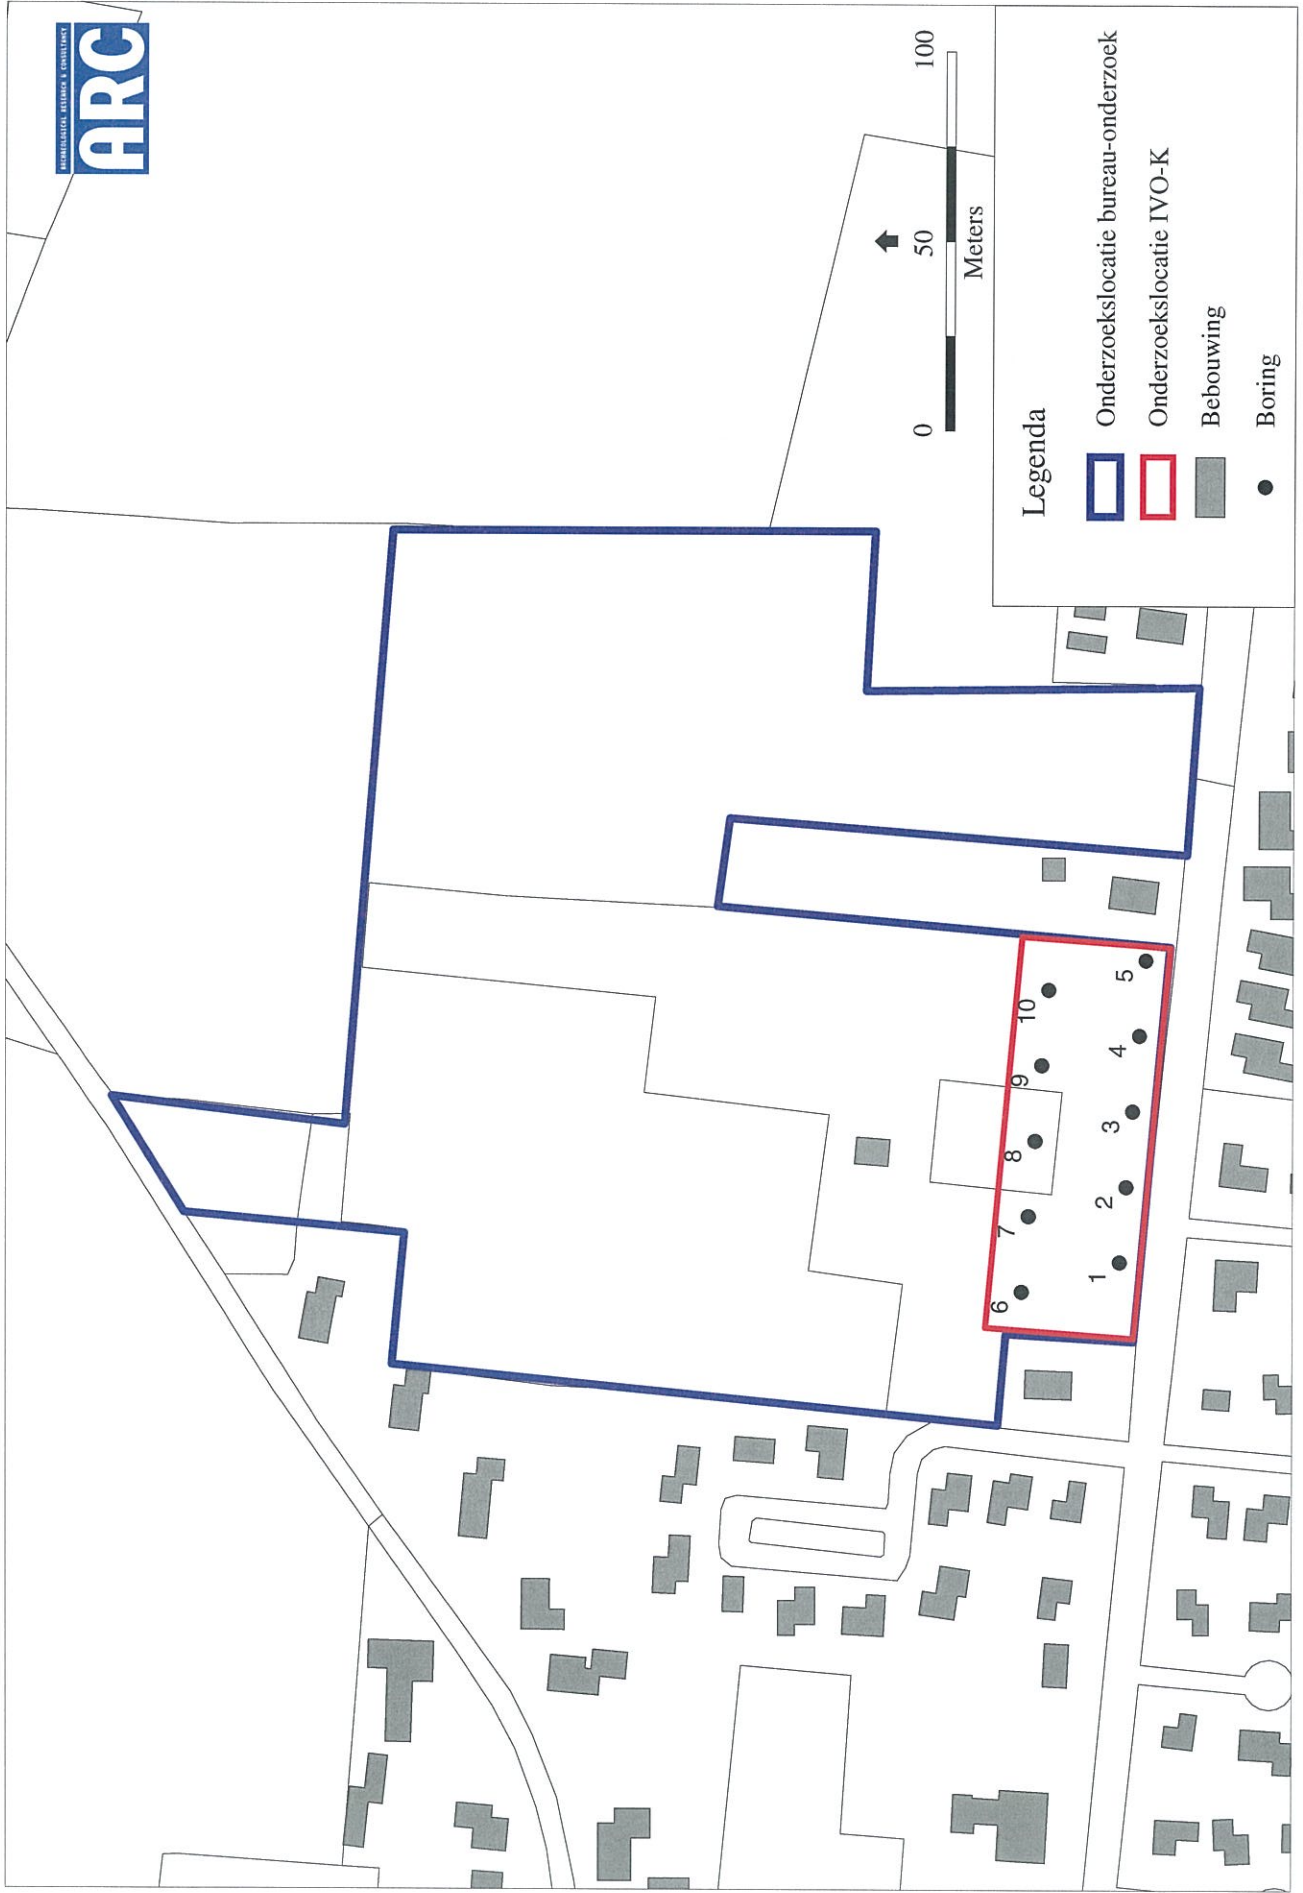 ARCHAEOLOGICAL RESEARCH & CONSULTANCY
ARC
6
7
8
9
10
1
2
3
4
5
0
50
100
Meters
Legenda
Onderzoekslocatie bureau-onderzoek
Onderzoekslocatie IVO-K
Bebouwing
Boring